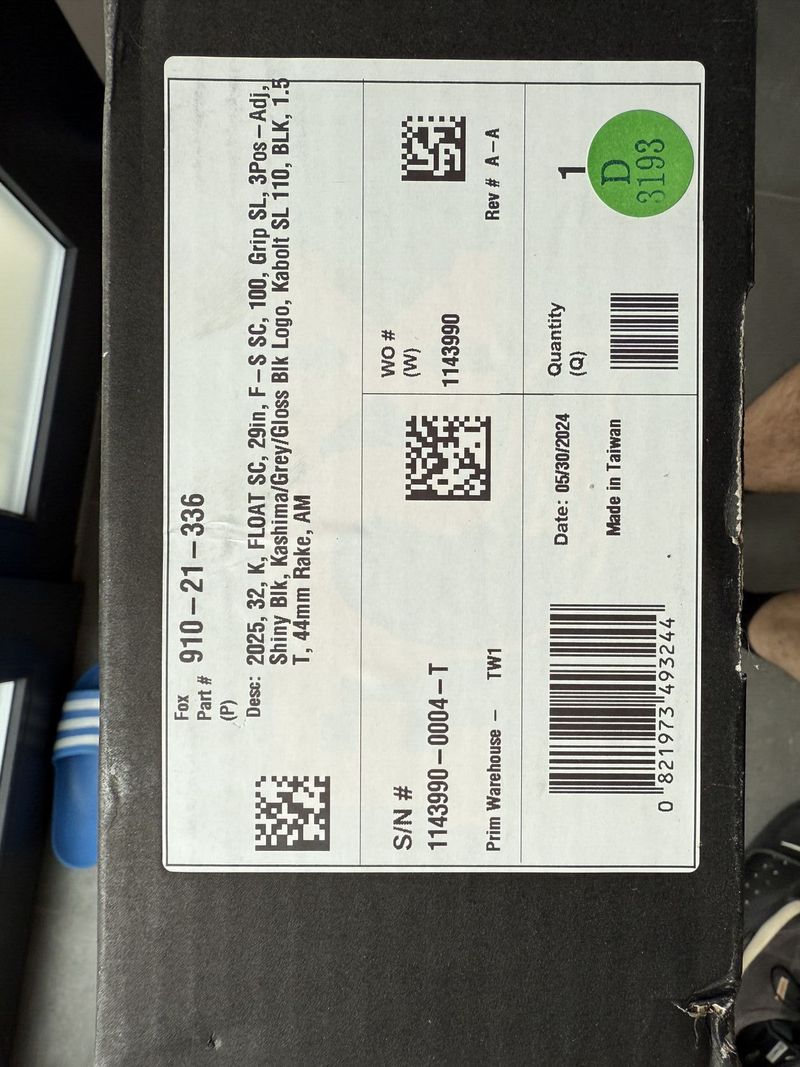 Fox
Part # 910-21-336
(P)
Desc: 2025, 32, K, FLOAT SC, 29in, F-S SC, 100, Grip SL, 3Pos-Adj,
Shiny Blk, Kashima/Grey/Gloss Blk Logo, Kabolt SL 110, BLK, 1.5
T, 44mm Rake, AM
S/N #
1143990-0004-T
Prim Warehouse - TW1
WO #
(W)
1143990
Rev # A-A
0 821973 493244
Date: 05/30/2024
Made in Taiwan
Quantity
(Q)
1
D
3193